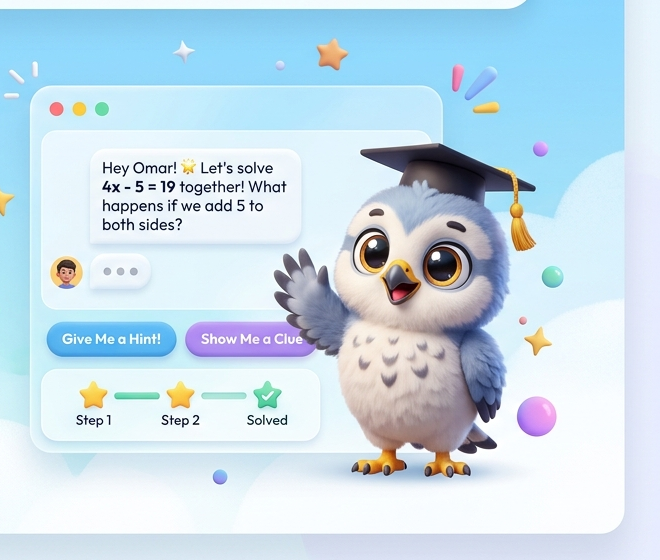 Hey Omar! 🌟 Let's solve
4x - 5 = 19 together! What
happens if we add 5 to
both sides?
Give Me a Hint!
Show Me a Clue
Step 1
Step 2
Solved